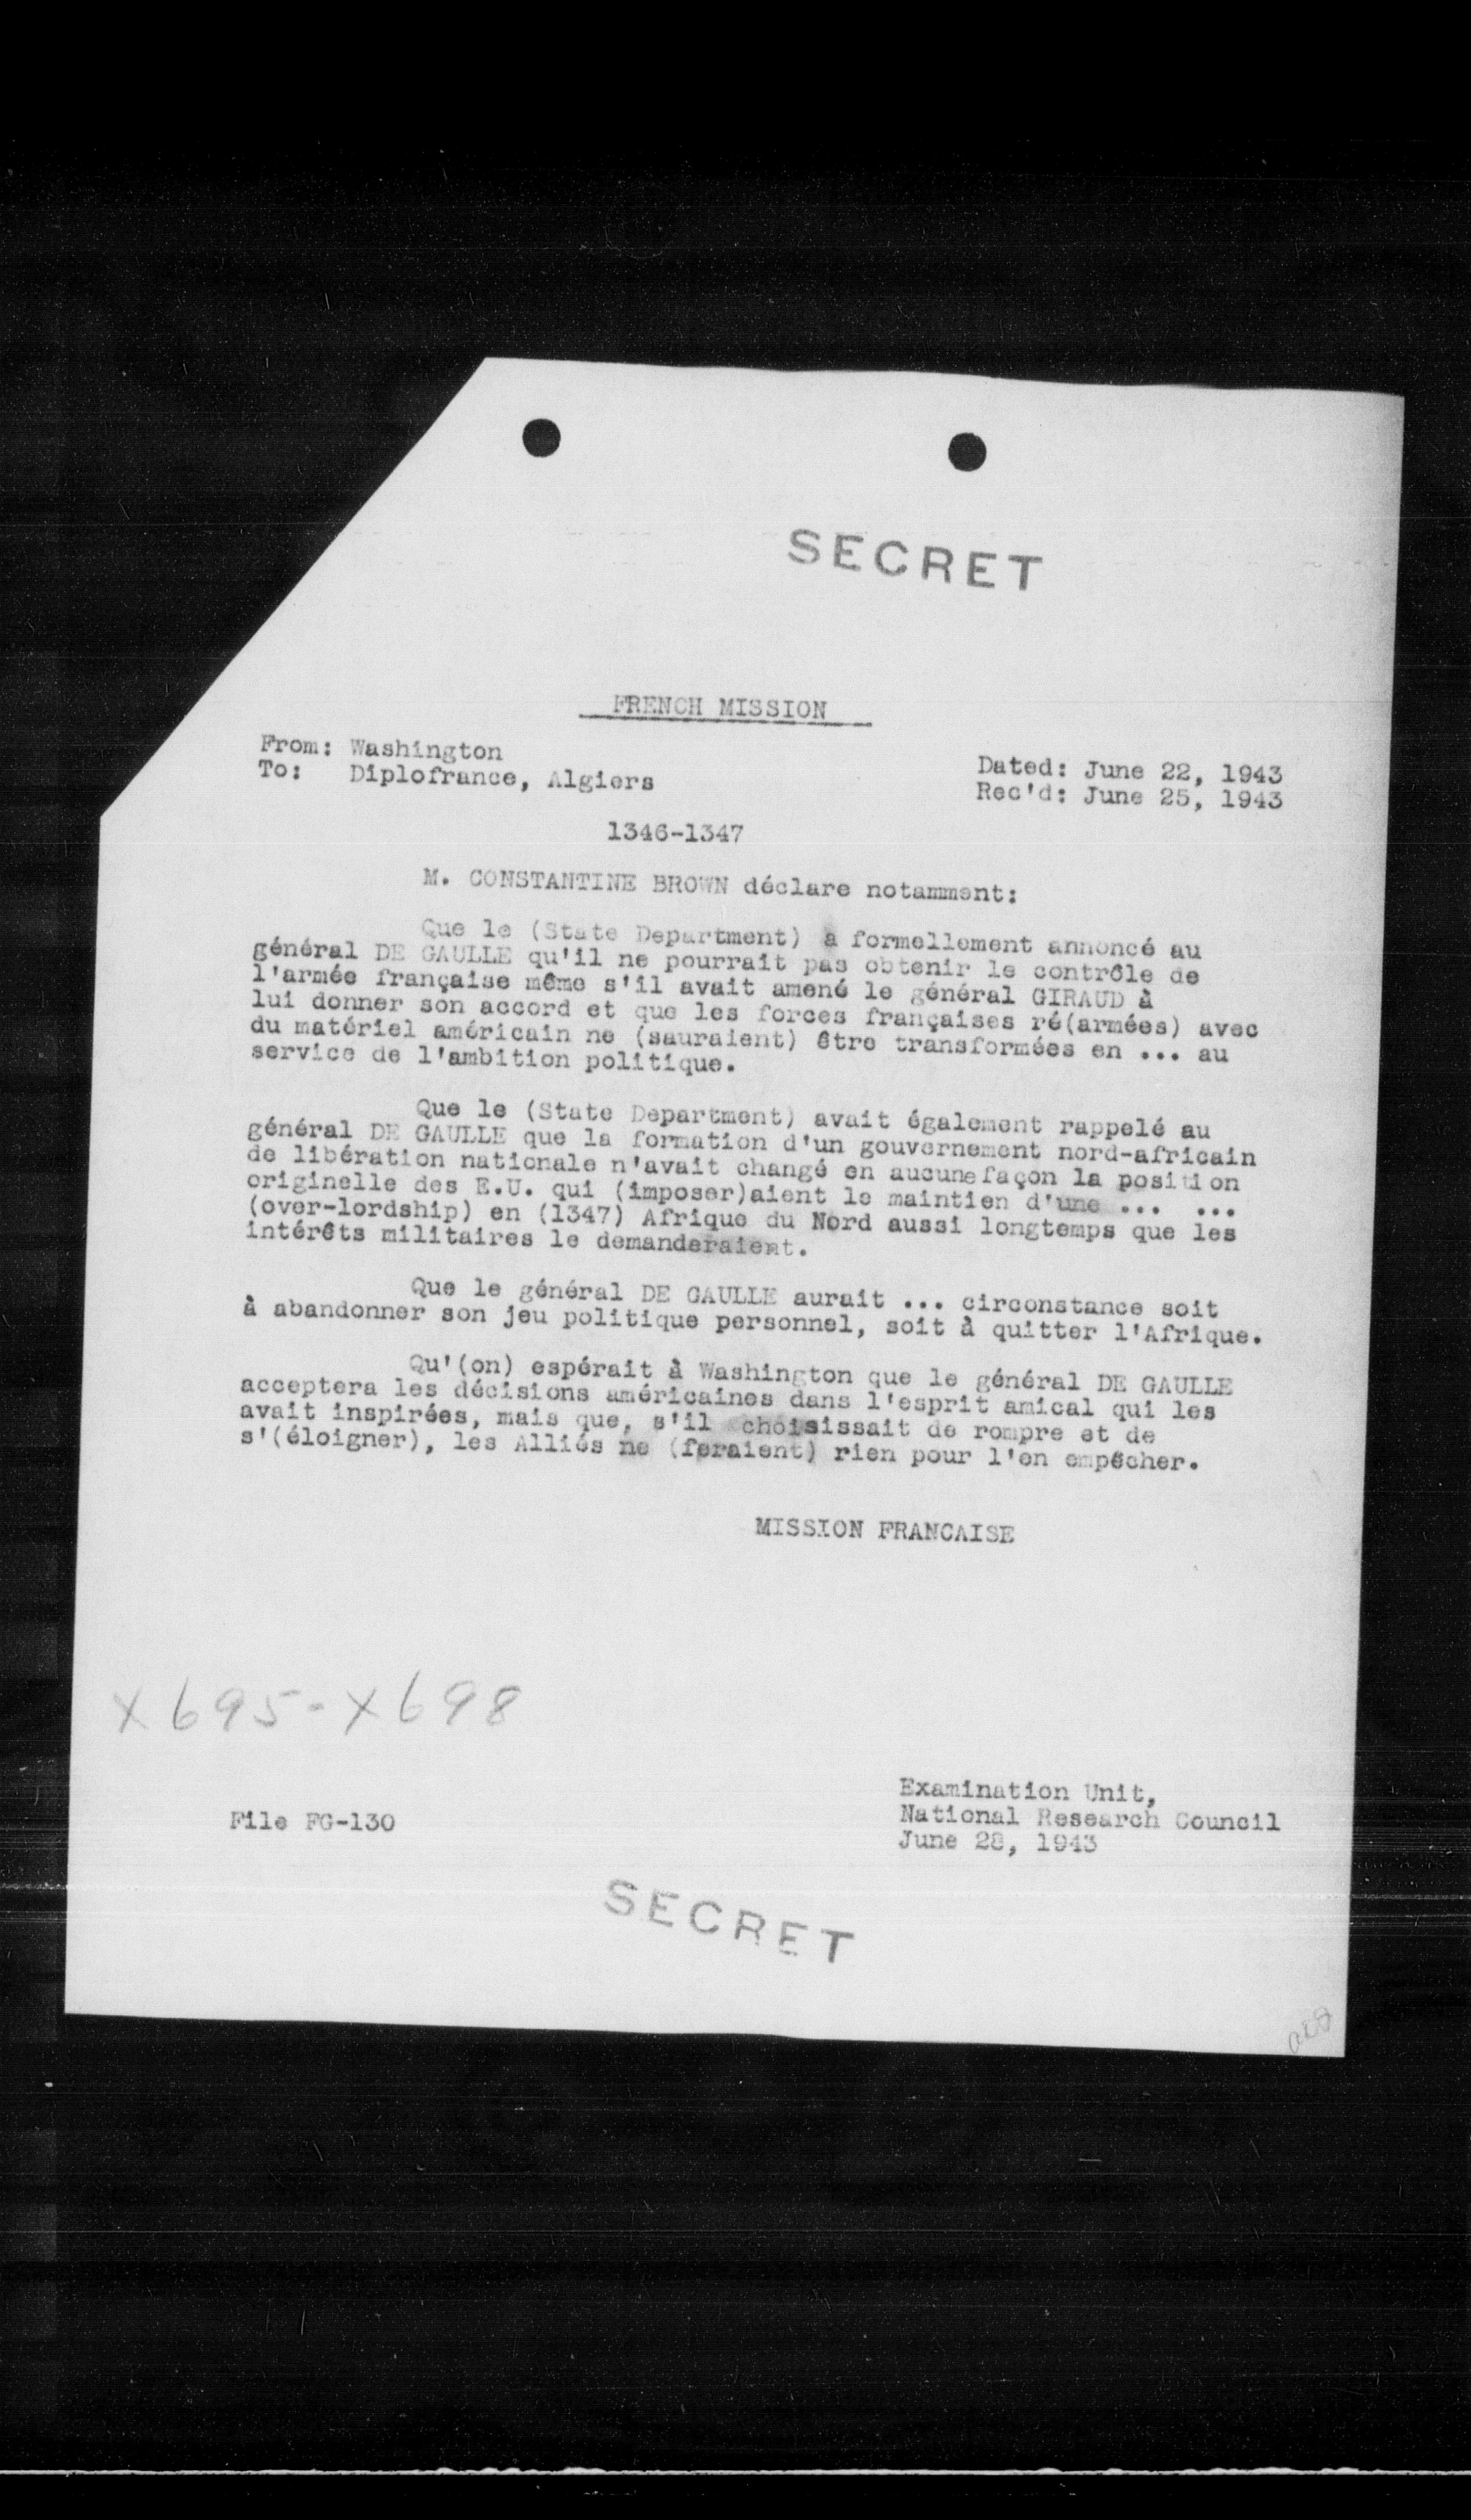 SECRET
FRENCH MISSION
From: Washington
To: Diplofrance, Algiers
Dated: June 22, 1943
Rec'd: June 25, 1943
1346-1347
M. CONSTANTINE BROWN déclare notamment:
Que le (State Department) a formellement annoncé au
général DE GAULLE qu'il ne pourrait pas obtenir le contrôle de
l'armée française même s'il avait amené le général GIRAUD à
lui donner son accord et que les forces françaises ré(armées) avec
du matériel américain ne (sauraient) être transformées en ... au
service de l'ambition politique.
Que le (State Department) avait également rappelé au
général DE GAULLE que la formation d'un gouvernement nord-africain
de libération nationale n'avait changé en aucune façon la position
originelle des E.U. qui (imposer)aient le maintien d'une ... ...
(over-lordship) en (1347) Afrique du Nord aussi longtemps que les
intérêts militaires le demanderaient.
Que le général DE GAULLE aurait ... circonstance soit
à abandonner son jeu politique personnel, soit à quitter l'Afrique.
Qu'(on) espérait à Washington que le général DE GAULLE
acceptera les décisions américaines dans l'esprit amical qui les
avait inspirées, mais que, s'il choisissait de rompre et de
s'(éloigner), les Alliés ne (feraient) rien pour l'en empêcher.
MISSION FRANCAISE
X695-X698
Examination Unit,
National Research Council
June 28, 1943
File FG-130
SECRET